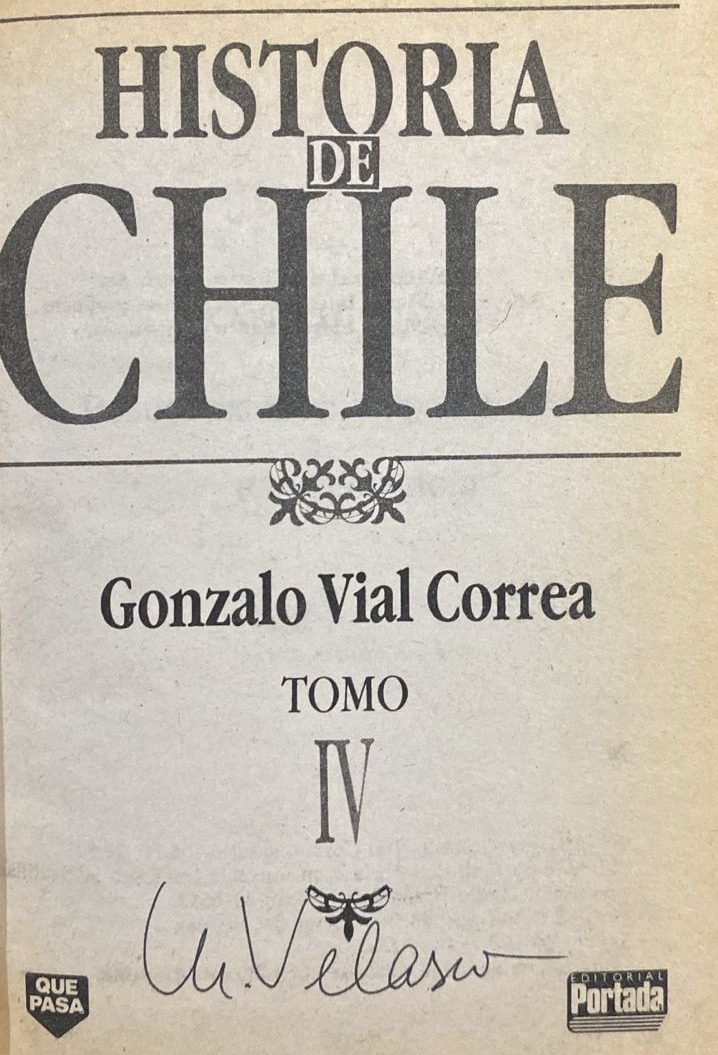 HISTORIA
DE
CHILE
Gonzalo Vial Correa
TOMO
IV
M. Velasco
QUE
PASA
EDITORIAL
Portada